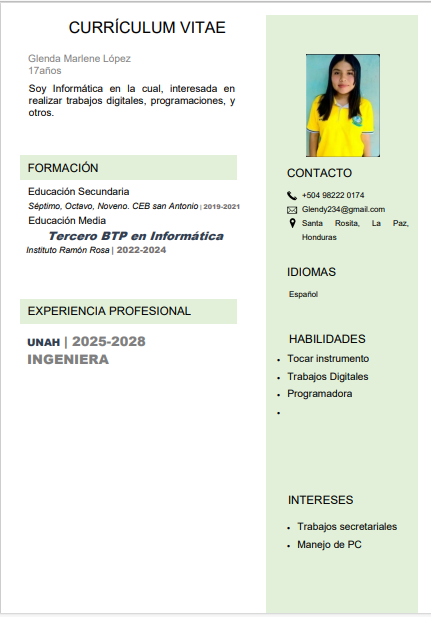 CURRÍCULUM VITAE
Glenda Marlene López
17años
Soy Informática en la cual, interesada en
realizar trabajos digitales, programaciones, y
otros.
FORMACIÓN
Educación Secundaria
Séptimo, Octavo, Noveno. CEB san Antonio | 2019-2021
Educación Media
Tercero BTP en Informática
Instituto Ramón Rosa | 2022-2024
EXPERIENCIA PROFESIONAL
UNAH | 2025-2028
INGENIERA
CONTACTO
+504 98222 0174
Glendy234@gmail.com
Santa Rosita, La Paz,
Honduras
IDIOMAS
Español
HABILIDADES
Tocar instrumento
Trabajos Digitales
Programadora
INTERESES
Trabajos secretariales
Manejo de PC